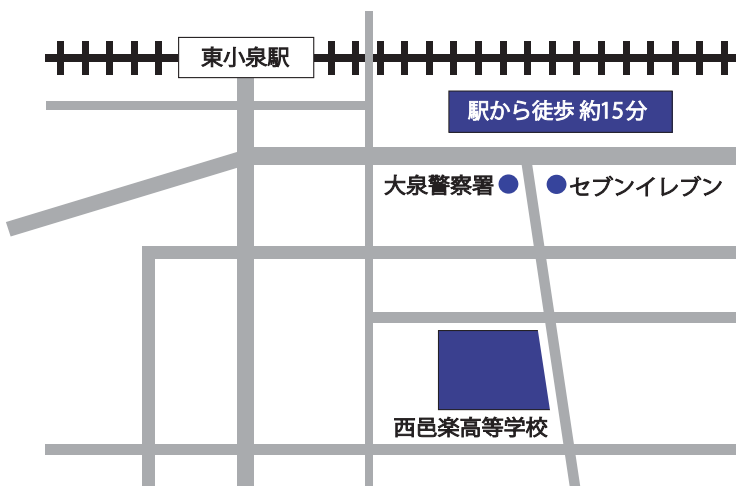 東小泉駅
駅から徒歩 約15分
大泉警察署
セブンイレブン
西邑楽高等学校